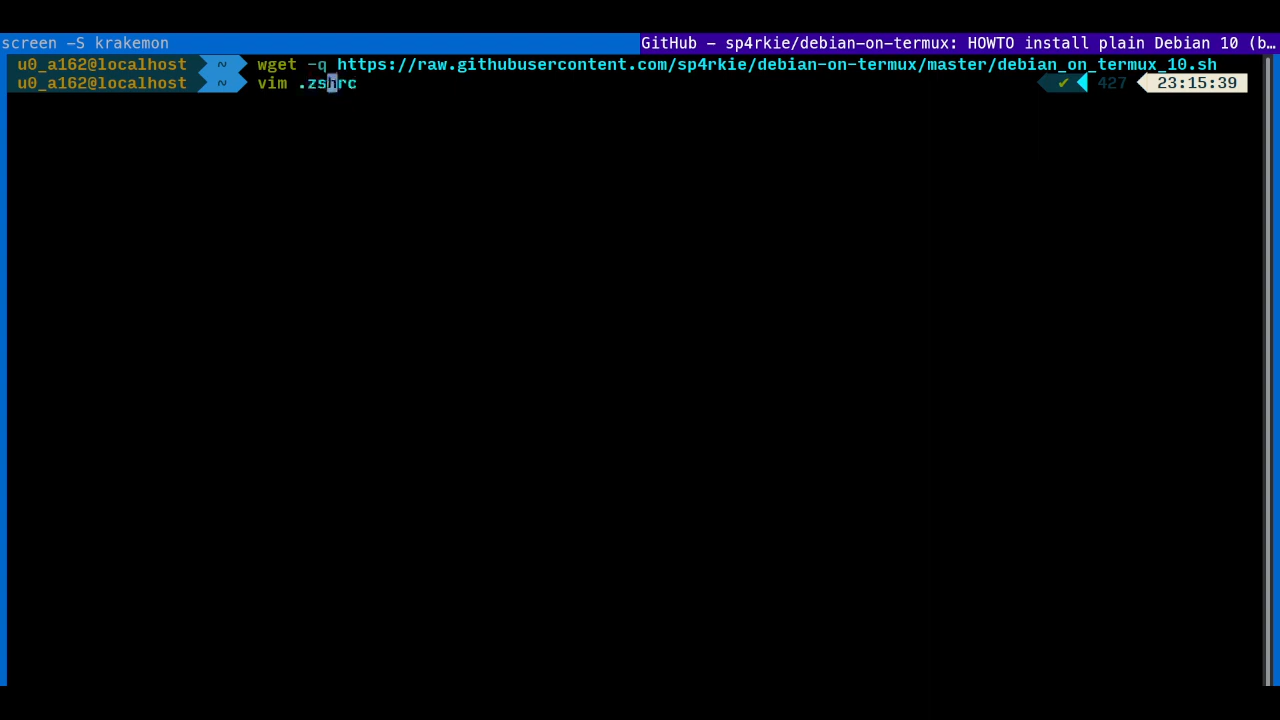 screen -S krakemon
GitHub - sp4rkie/debian-on-termux: HOWTO install plain Debian 10 (b…
u0_a162@localhost ~ wget -q https://raw.githubusercontent.com/sp4rkie/debian-on-termux/master/debian_on_termux_10.sh
u0_a162@localhost ~ vim .zshrc ✔ 427 23:15:39